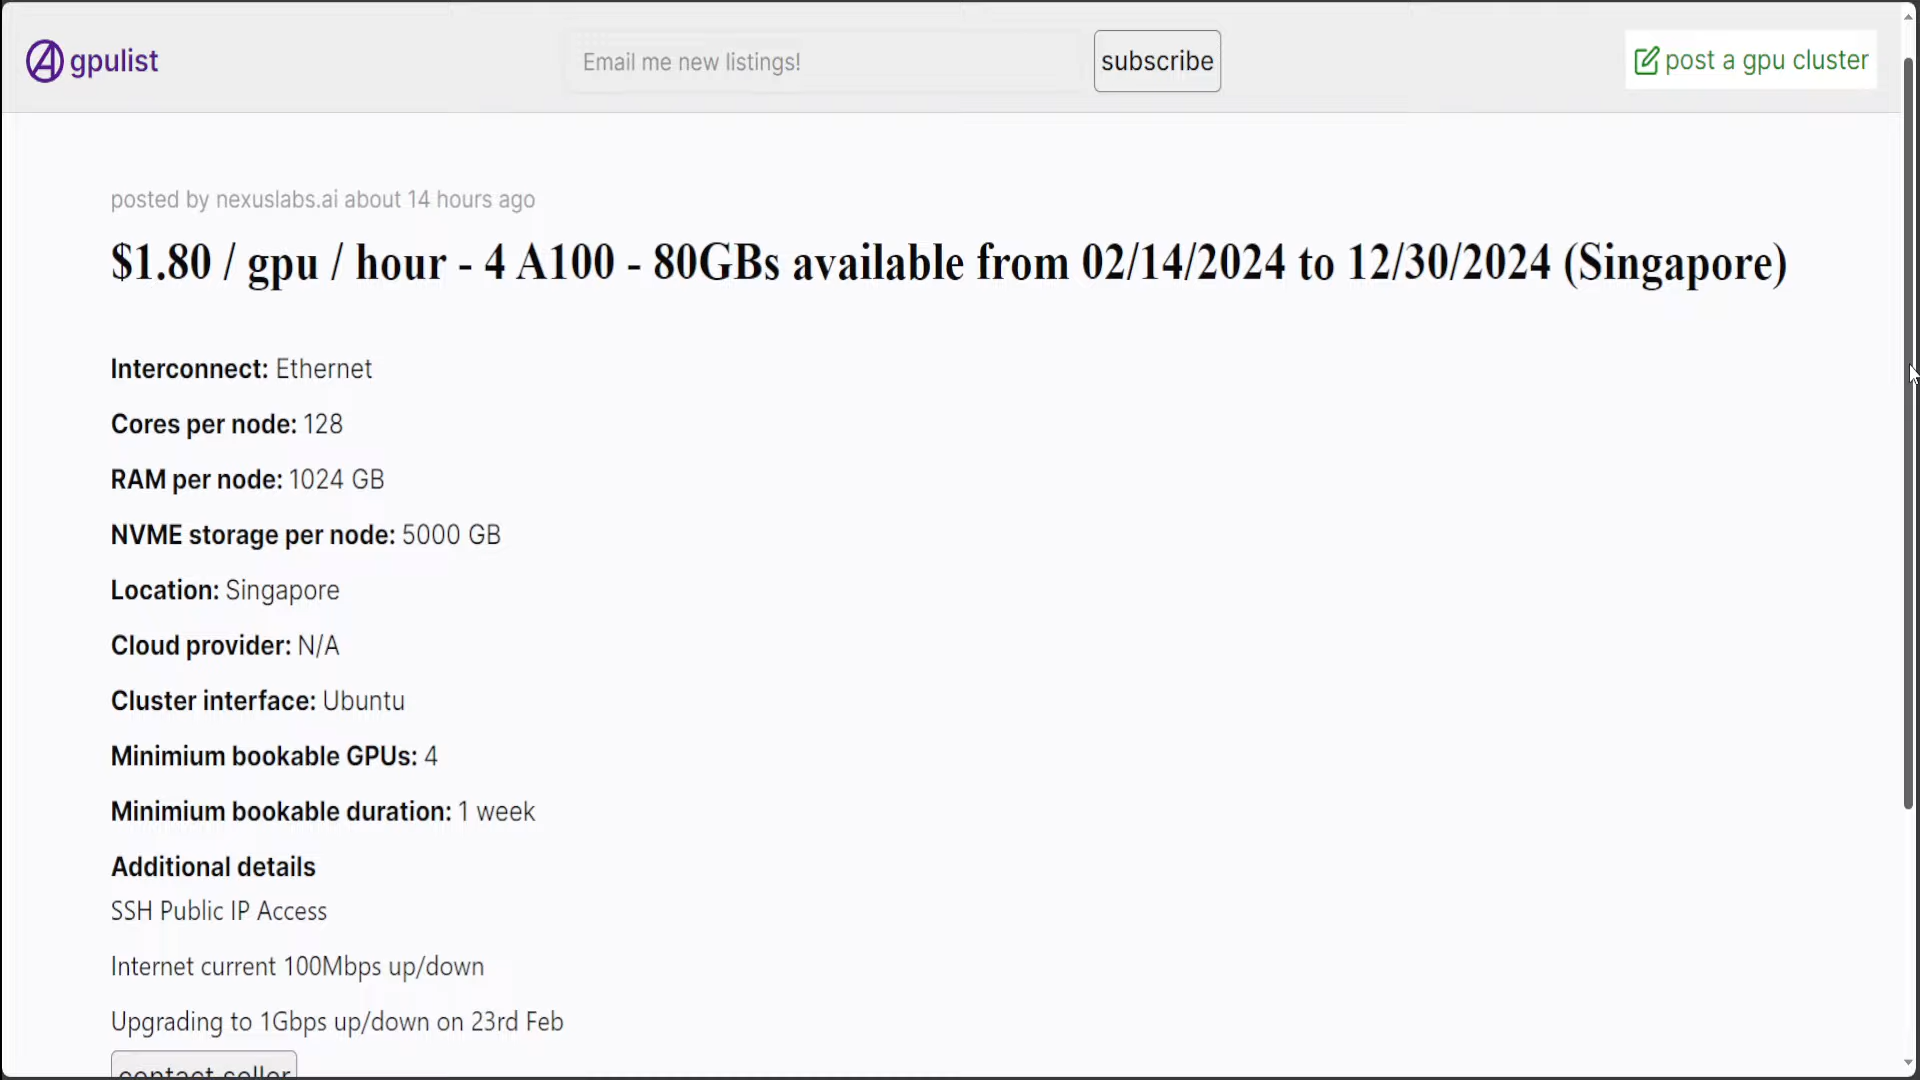 gpulist
Email me new listings!
subscribe
post a gpu cluster
posted by nexuslabs.ai about 14 hours ago
$1.80 / gpu / hour - 4 A100 - 80GBs available from 02/14/2024 to 12/30/2024 (Singapore)
Interconnect: Ethernet
Cores per node: 128
RAM per node: 1024 GB
NVME storage per node: 5000 GB
Location: Singapore
Cloud provider: N/A
Cluster interface: Ubuntu
Minimium bookable GPUs: 4
Minimium bookable duration: 1 week
Additional details
SSH Public IP Access
Internet current 100Mbps up/down
Upgrading to 1Gbps up/down on 23rd Feb
contact seller